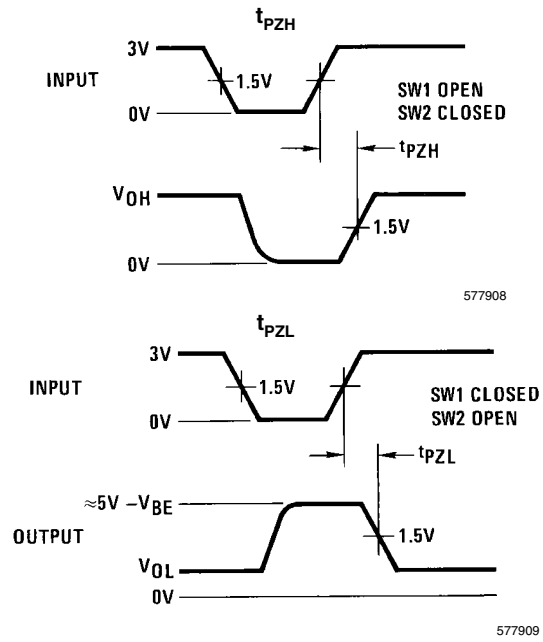 tPZH
3V
INPUT
1.5V
0V
SW1 OPEN
SW2 CLOSED
tPZH
VOH
1.5V
0V
577908
tPZL
3V
INPUT
1.5V
0V
SW1 CLOSED
SW2 OPEN
tPZL
≈5V –VBE
OUTPUT
1.5V
VOL
0V
577909